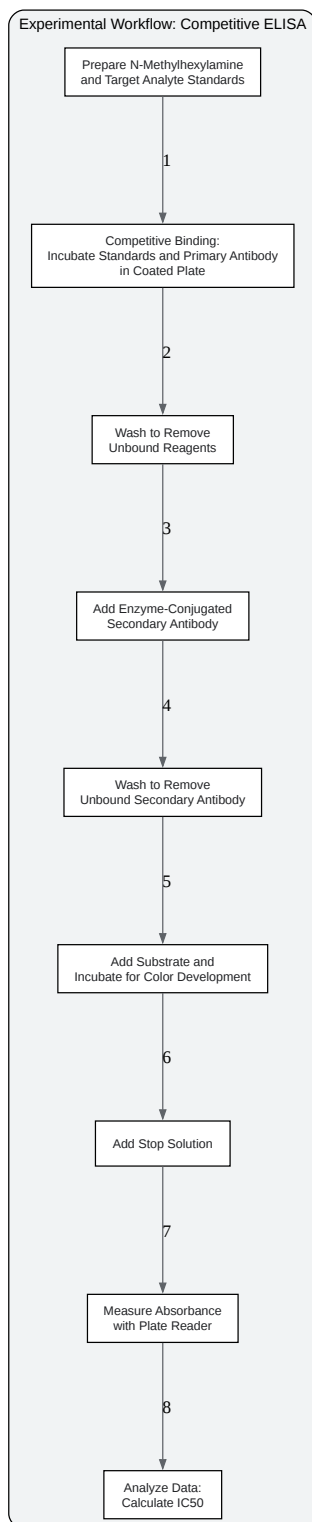 Experimental Workflow: Competitive ELISA
Prepare N-Methylhexylamine
and Target Analyte Standards
1
Competitive Binding:
Incubate Standards and Primary Antibody
in Coated Plate
2
Wash to Remove
Unbound Reagents
3
Add Enzyme-Conjugated
Secondary Antibody
4
Wash to Remove
Unbound Secondary Antibody
5
Add Substrate and
Incubate for Color Development
6
Add Stop Solution
7
Measure Absorbance
with Plate Reader
8
Analyze Data:
Calculate IC50